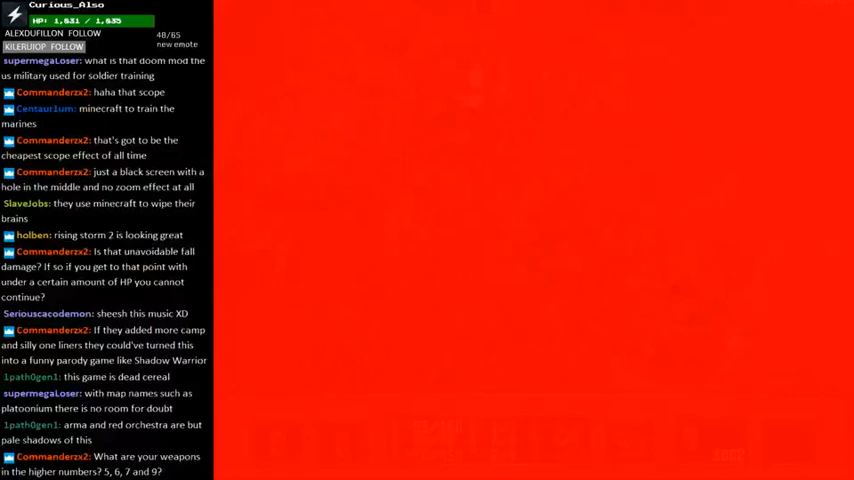 Curious_Also
HP: 1,831 / 1,835
ALEXDUFILLON FOLLOW
48/65
KILERUIOP FOLLOW
new emote
supermegaLoser: what is that doom mod the
us military used for soldier training
Commanderzx2: haha that scope
Centaur1um: minecraft to train the
marines
Commanderzx2: that's got to be the
cheapest scope effect of all time
Commanderzx2: just a black screen with a
hole in the middle and no zoom effect at all
SlaveJobs: they use minecraft to wipe their
brains
holben: rising storm 2 is looking great
Commanderzx2: Is that unavoidable fall
damage? If so if you get to that point with
under a certain amount of HP you cannot
continue?
Seriouscacodemon: sheesh this music XD
Commanderzx2: If they added more camp
and silly one liners they could've turned this
into a funny parody game like Shadow Warrior
1path0gen1: this game is dead cereal
supermegaLoser: with map names such as
platoonium there is no room for doubt
1path0gen1: arma and red orchestra are but
pale shadows of this
Commanderzx2: What are your weapons
in the higher numbers? 5, 6, 7 and 9?